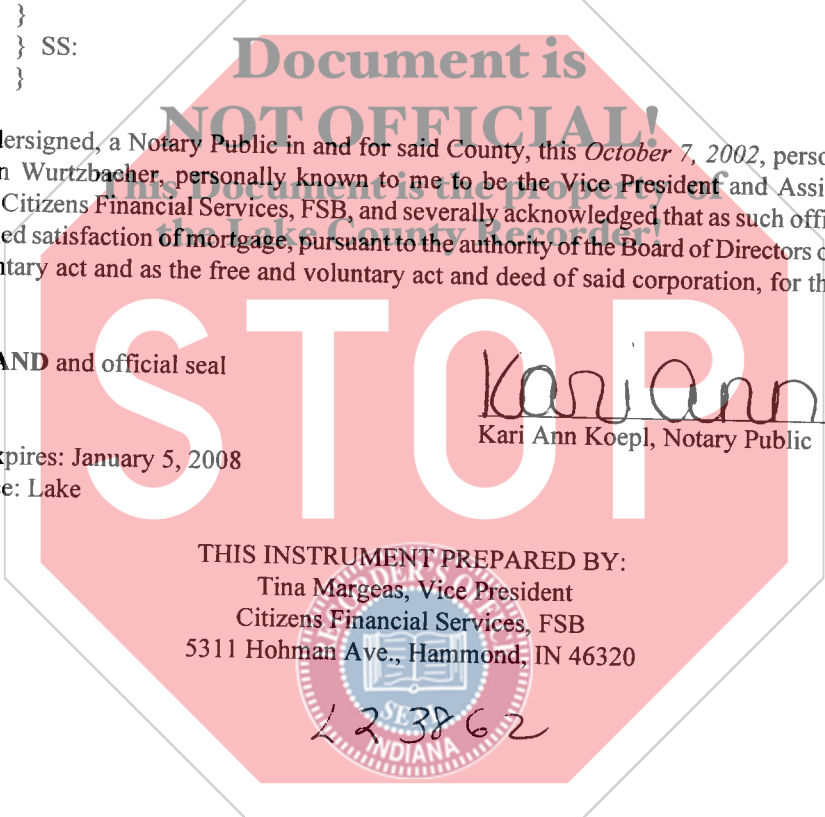 }
} SS:
}
Document is
NOT OFFICIAL!
This Document is the property of
the Lake County Recorder!
dersigned, a Notary Public in and for said County, this October 7, 2002, perso
n Wurtzbacher, personally known to me to be the Vice President and Assi
Citizens Financial Services, FSB, and severally acknowledged that as such offi
ed satisfaction of mortgage, pursuant to the authority of the Board of Directors o
ntary act and as the free and voluntary act and deed of said corporation, for th
STOP
AND and official seal
Kari Ann
Kari Ann Koepl, Notary Public
xpires: January 5, 2008
e: Lake
THIS INSTRUMENT PREPARED BY:
Tina Margeas, Vice President
Citizens Financial Services, FSB
5311 Hohman Ave., Hammond, IN 46320
RECORDER'S OFFICE
SEAL
INDIANA
L23862